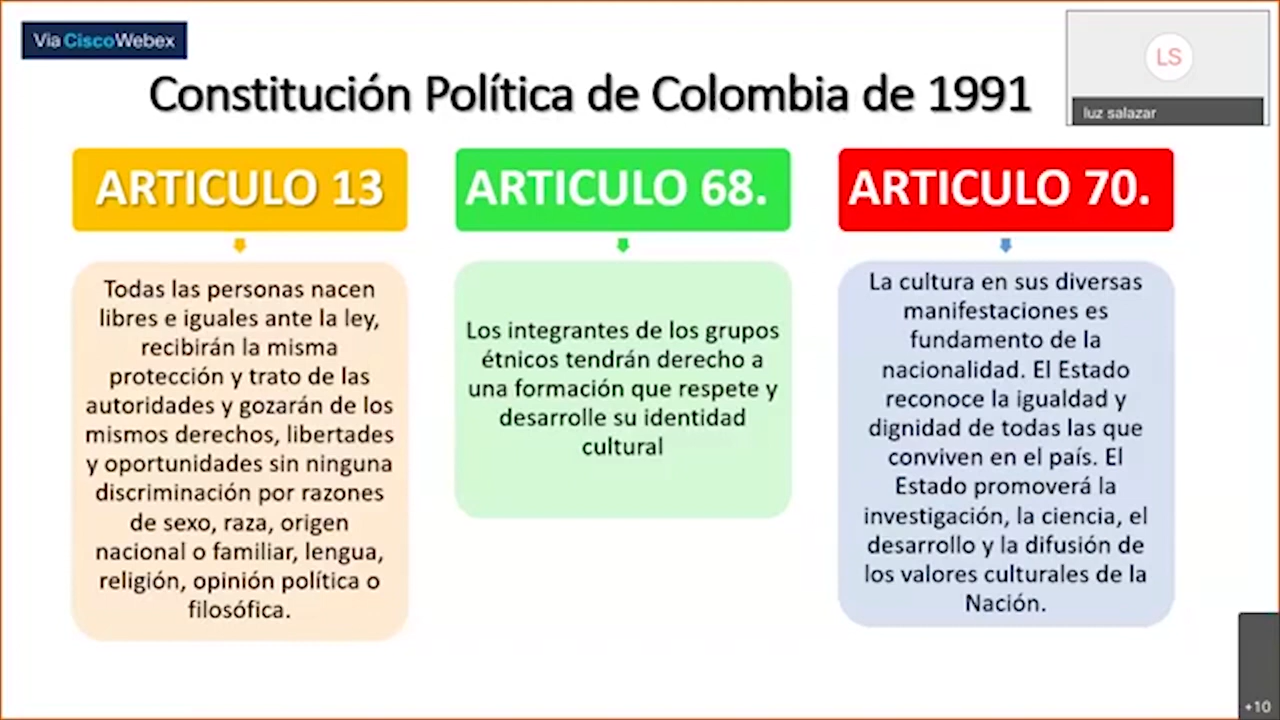 Via CiscoWebex
LS
luz salazar
Constitución Política de Colombia de 1991
ARTICULO 13
Todas las personas nacen
libres e iguales ante la ley,
recibirán la misma
protección y trato de las
autoridades y gozarán de los
mismos derechos, libertades
y oportunidades sin ninguna
discriminación por razones
de sexo, raza, origen
nacional o familiar, lengua,
religión, opinión política o
filosófica.
ARTICULO 68.
Los integrantes de los grupos
étnicos tendrán derecho a
una formación que respete y
desarrolle su identidad
cultural
ARTICULO 70.
La cultura en sus diversas
manifestaciones es
fundamento de la
nacionalidad. El Estado
reconoce la igualdad y
dignidad de todas las que
conviven en el país. El
Estado promoverá la
investigación, la ciencia, el
desarrollo y la difusión de
los valores culturales de la
Nación.
+10